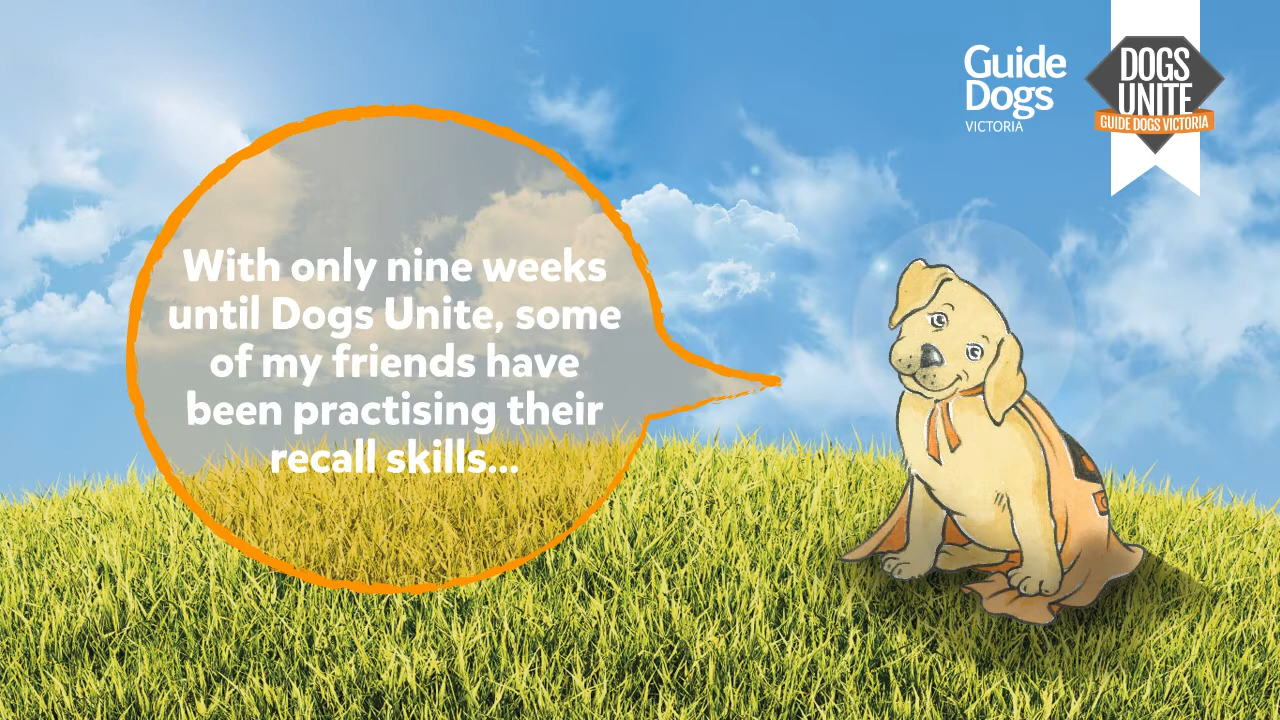 Guide
Dogs
VICTORIA
DOGS
UNITE
GUIDE DOGS VICTORIA
With only nine weeks
until Dogs Unite, some
of my friends have
been practising their
recall skills...